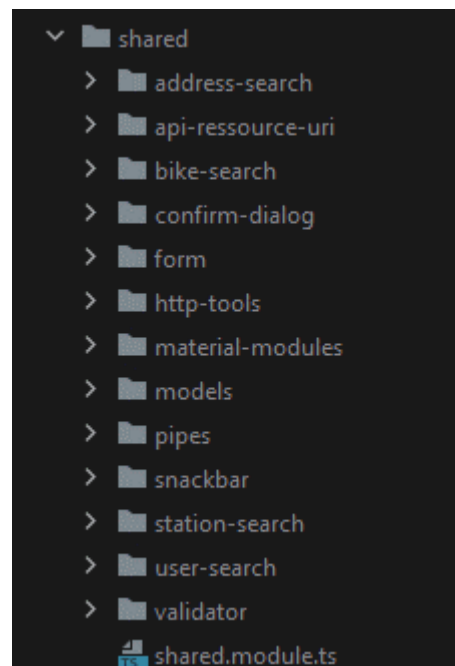 shared
address-search
api-ressource-uri
bike-search
confirm-dialog
form
http-tools
material-modules
models
pipes
snackbar
station-search
user-search
validator
TS shared.module.ts